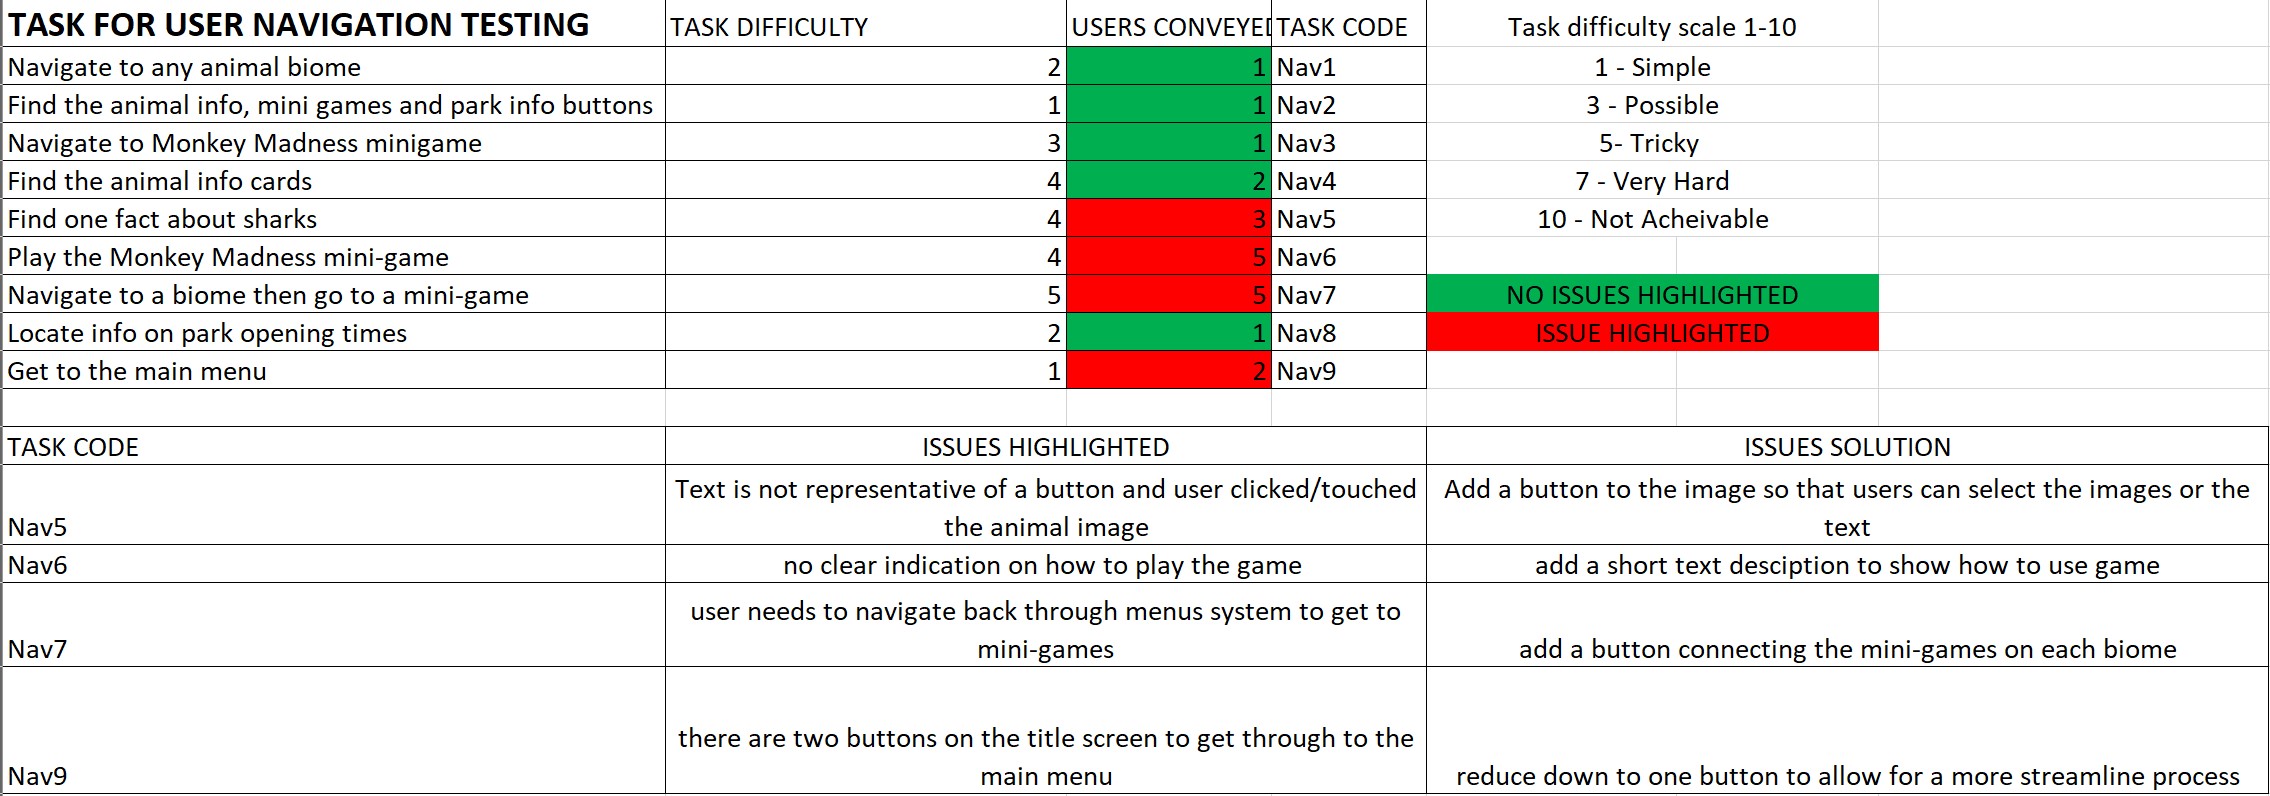 TASK FOR USER NAVIGATION TESTING TASK DIFFICULTY USERS CONVEYED TASK CODE Task difficulty scale 1-10
Navigate to any animal biome 2 1 Nav1 1 - Simple
Find the animal info, mini games and park info buttons 1 1 Nav2 3 - Possible
Navigate to Monkey Madness minigame 3 1 Nav3 5- Tricky
Find the animal info cards 4 2 Nav4 7 - Very Hard
Find one fact about sharks 4 3 Nav5 10 - Not Acheivable
Play the Monkey Madness mini-game 4 5 Nav6
Navigate to a biome then go to a mini-game 5 5 Nav7 NO ISSUES HIGHLIGHTED
Locate info on park opening times 2 1 Nav8 ISSUE HIGHLIGHTED
Get to the main menu 1 2 Nav9
TASK CODE ISSUES HIGHLIGHTED ISSUES SOLUTION
Nav5
Text is not representative of a button and user clicked/touched
the animal image
Add a button to the image so that users can select the images or the
text
Nav6 no clear indication on how to play the game add a short text desciption to show how to use game
Nav7
user needs to navigate back through menus system to get to
mini-games
add a button connecting the mini-games on each biome
Nav9
there are two buttons on the title screen to get through to the
main menu
reduce down to one button to allow for a more streamline process